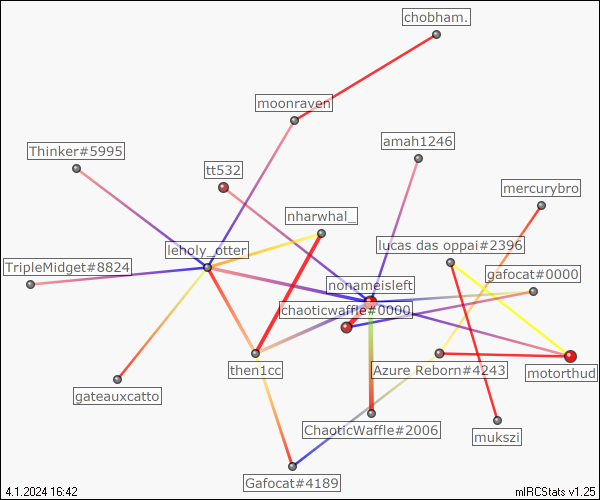 chobham.
moonraven
amah1246
Thinker#5995
tt532
mercurybro
nharwhal_
leholy_otter
lucas das oppai#2396
TripleMidget#8824
gafocat#0000
nonameisleft
chaoticwaffle#0000
then1cc
Azure Reborn#4243
motorthud
gateauxcatto
ChaoticWaffle#2006
mukszi
Gafocat#4189
4.1.2024 16:42
mIRCStats v1.25